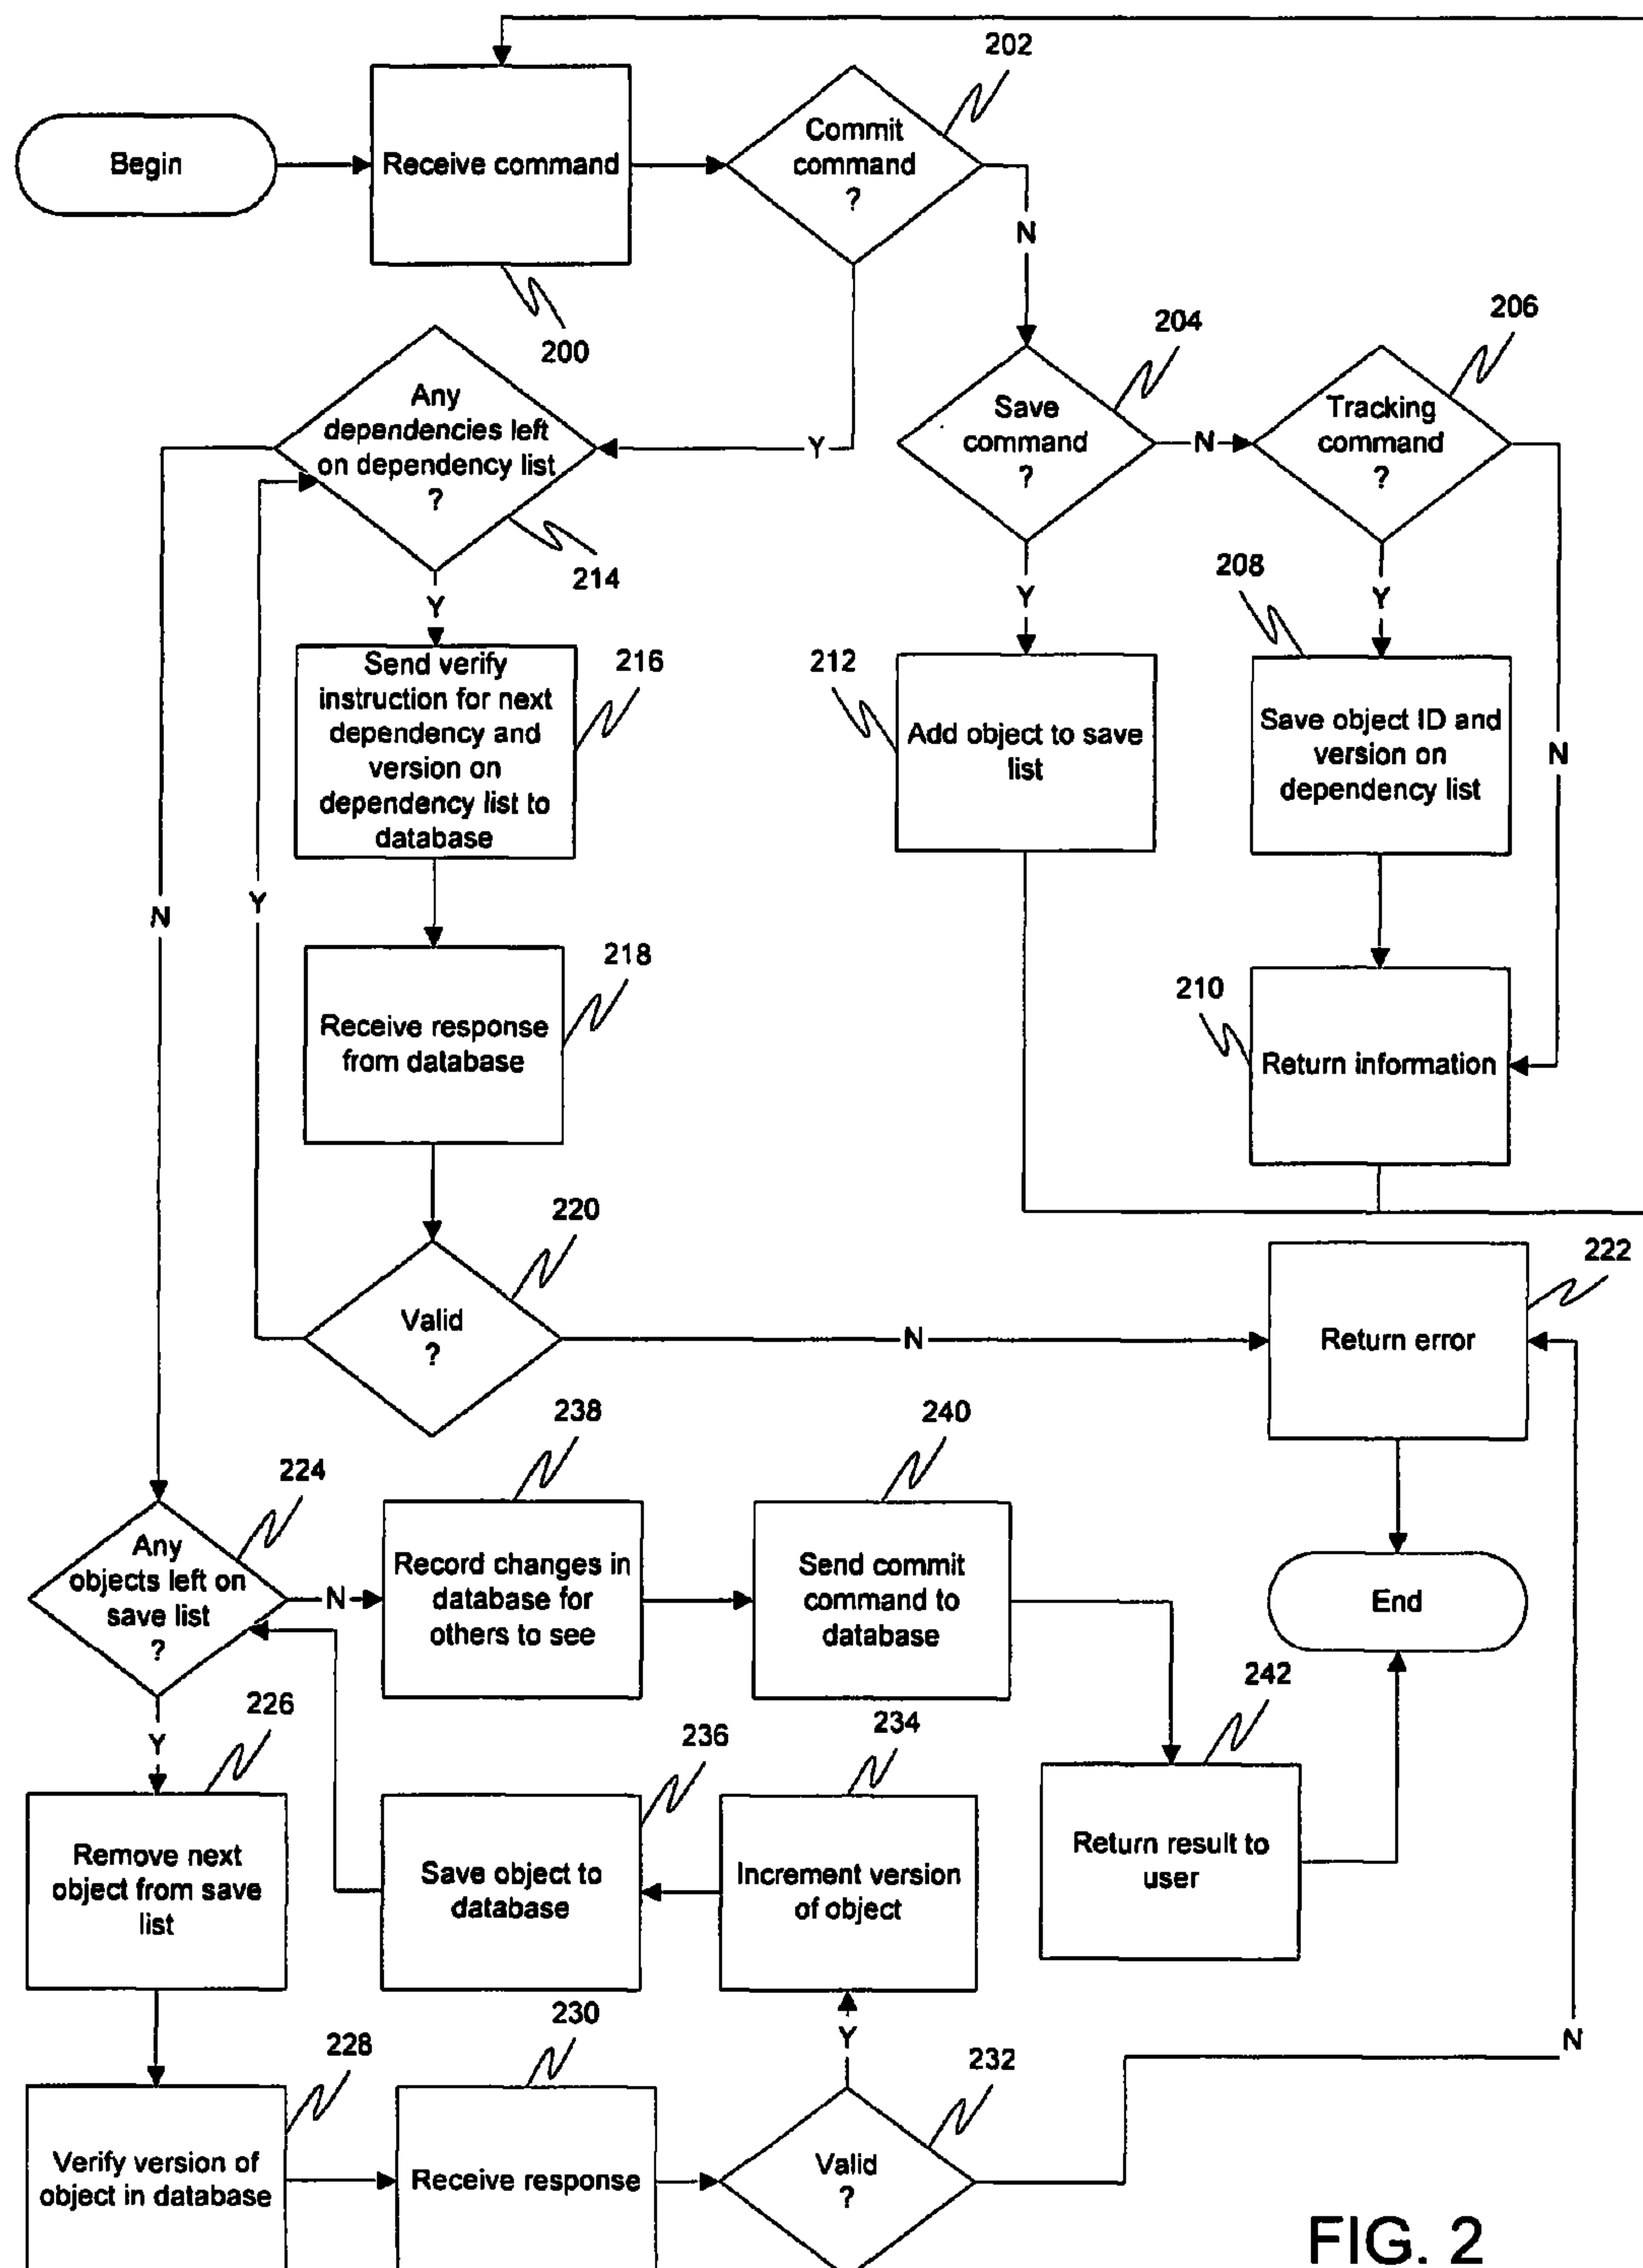 202
Begin
Receive command
Commit
command
?
N
200
204
206
Any
dependencies left
on dependency list
?
Y
Save
command
?
N
Tracking
command
?
214
Y
Y
208
Y
Send verify
instruction for next
dependency and
version on
dependency list to
database
216
212
Add object to save
list
Save object ID and
version on
dependency list
N
N
Y
218
Receive response
from database
210
Return information
220
222
Valid
?
N
Return error
238
240
224
Any
objects left on
save list
?
N
Record changes in
database for
others to see
Send commit
command to
database
End
242
Y
226
236
234
Remove next
object from save
list
Save object to
database
Increment version
of object
Return result to
user
230
Y
N
228
232
Verify version of
object in database
Receive response
Valid
?
FIG. 2